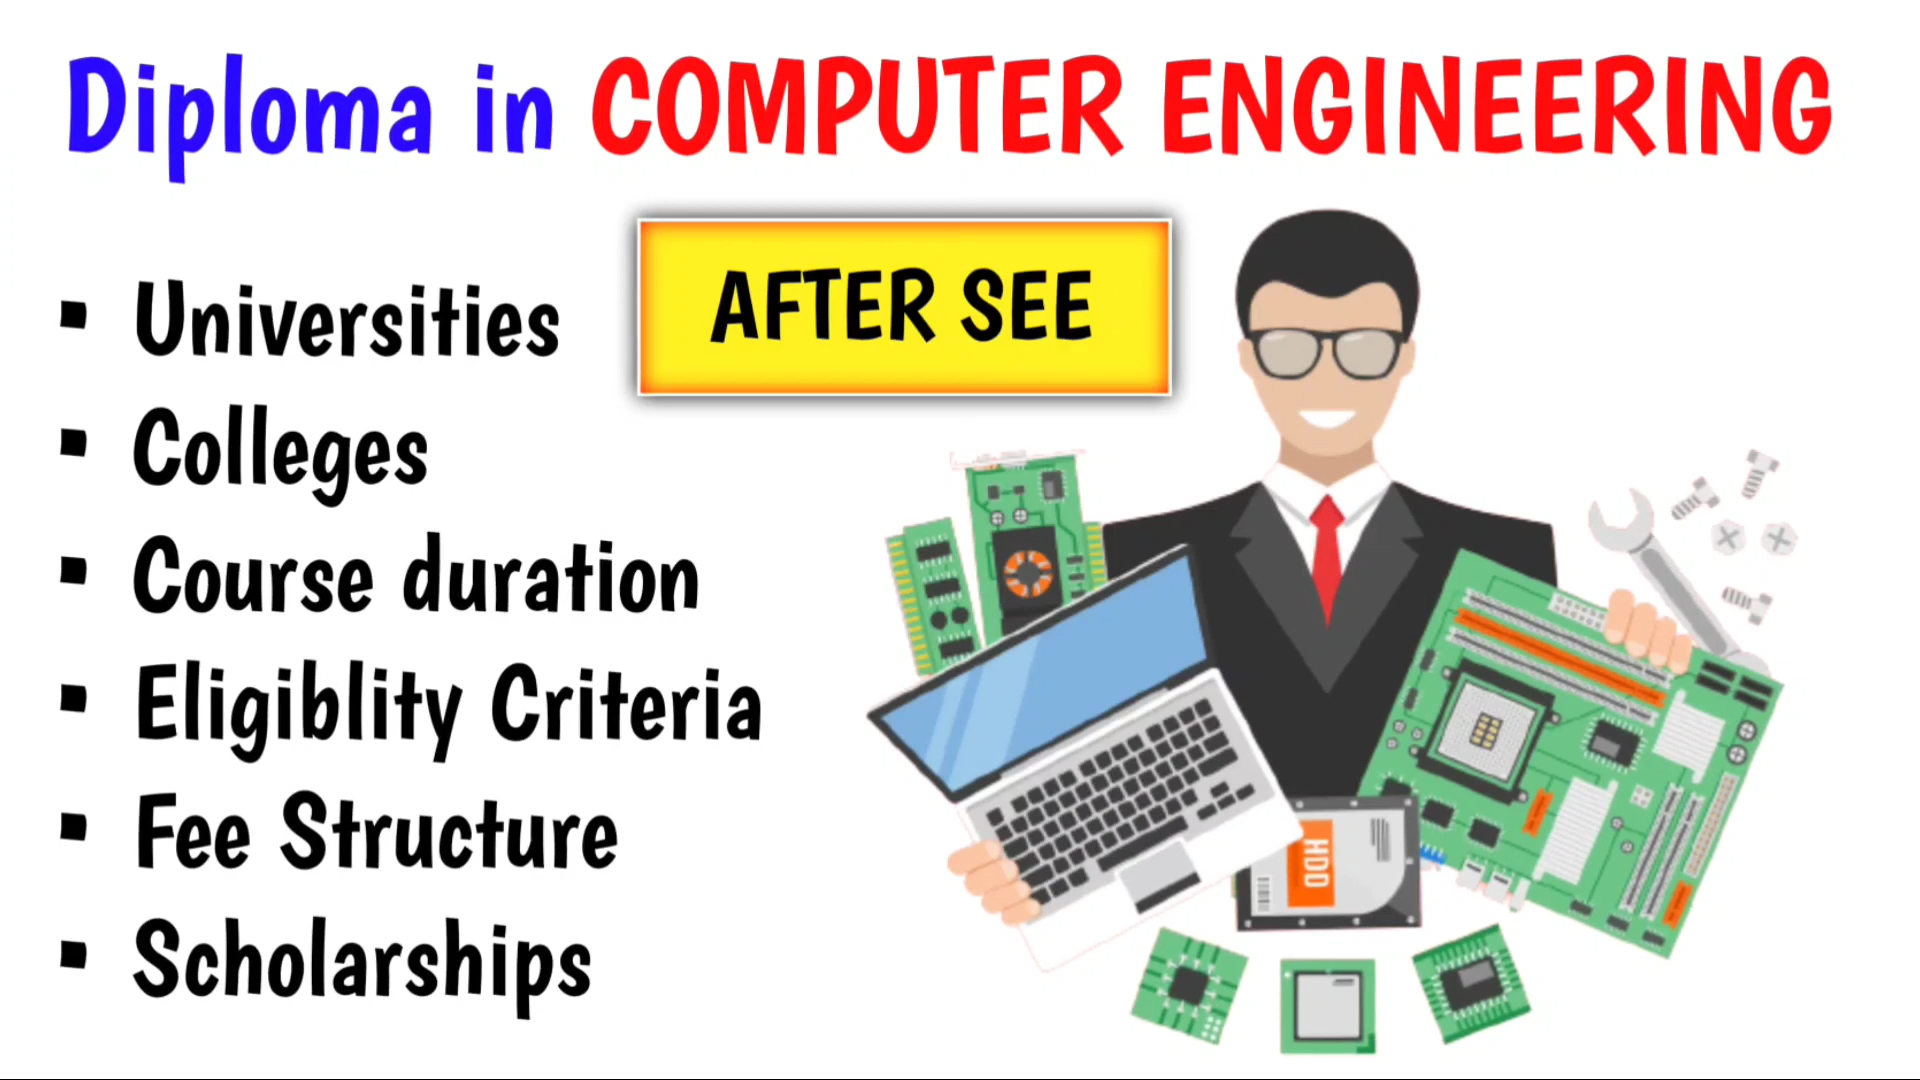 Diploma in COMPUTER ENGINEERING
AFTER SEE
▪ Universities
▪ Colleges
▪ Course duration
▪ Eligiblity Criteria
▪ Fee Structure
▪ Scholarships
HDD